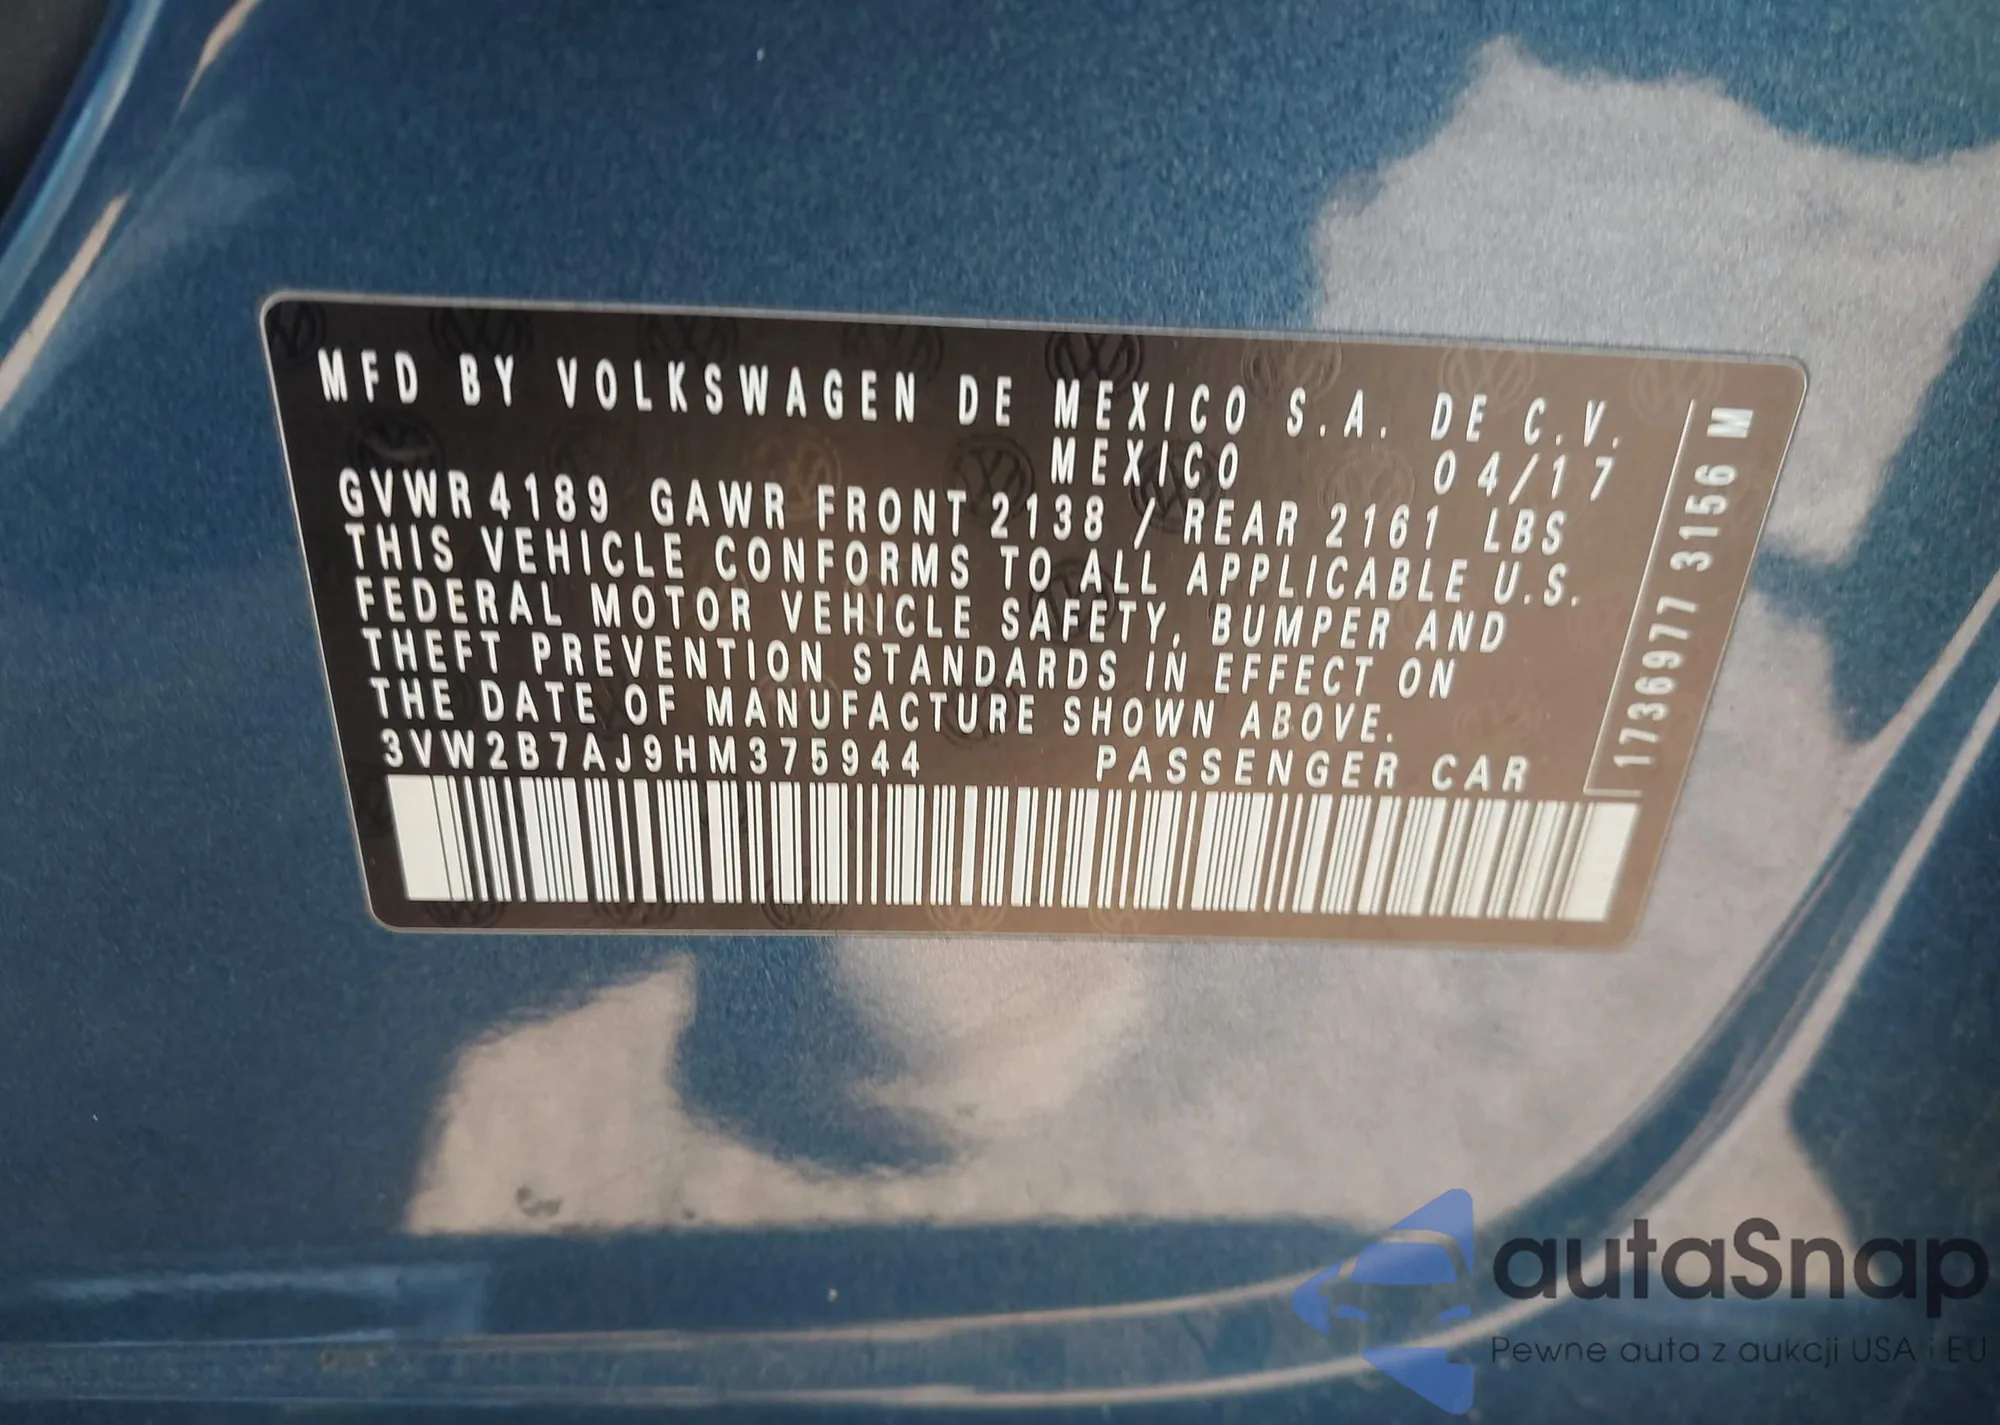 MFD BY VOLKSWAGEN DE MEXICO S.A. DE C.V.
MEXICO 04/17
GVWR 4189 GAWR FRONT 2138 / REAR 2161 LBS
THIS VEHICLE CONFORMS TO ALL APPLICABLE U.S.
FEDERAL MOTOR VEHICLE SAFETY, BUMPER AND
THEFT PREVENTION STANDARDS IN EFFECT ON
THE DATE OF MANUFACTURE SHOWN ABOVE.
3VW2B7AJ9HM375944 PASSENGER CAR
1736977 3156 M
autaSnap
Pewne auta z aukcji USA i EU